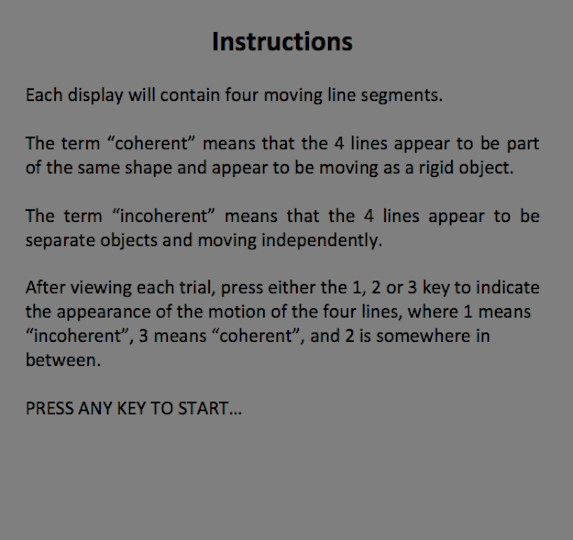 Instructions
Each display will contain four moving line segments.
The term “coherent” means that the 4 lines appear to be part
of the same shape and appear to be moving as a rigid object.
The term “incoherent” means that the 4 lines appear to be
separate objects and moving independently.
After viewing each trial, press either the 1, 2 or 3 key to indicate
the appearance of the motion of the four lines, where 1 means
“incoherent”, 3 means “coherent”, and 2 is somewhere in
between.
PRESS ANY KEY TO START...